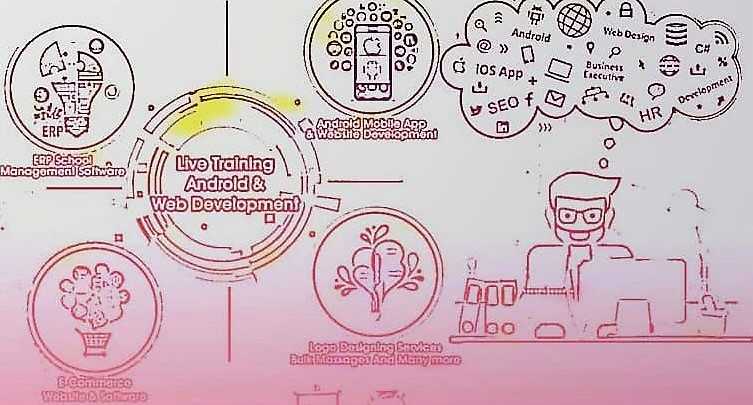 ERP
ERP School
Management Software
Live Training
Android &
Web Development
Android Mobile App
& Website Development
Android
Web Design
C#
iOS App
Business
Executive
SEO
HR
Development
E-Commerce
Website & Software
Logo Designing Services
Bulk Massages And Many more